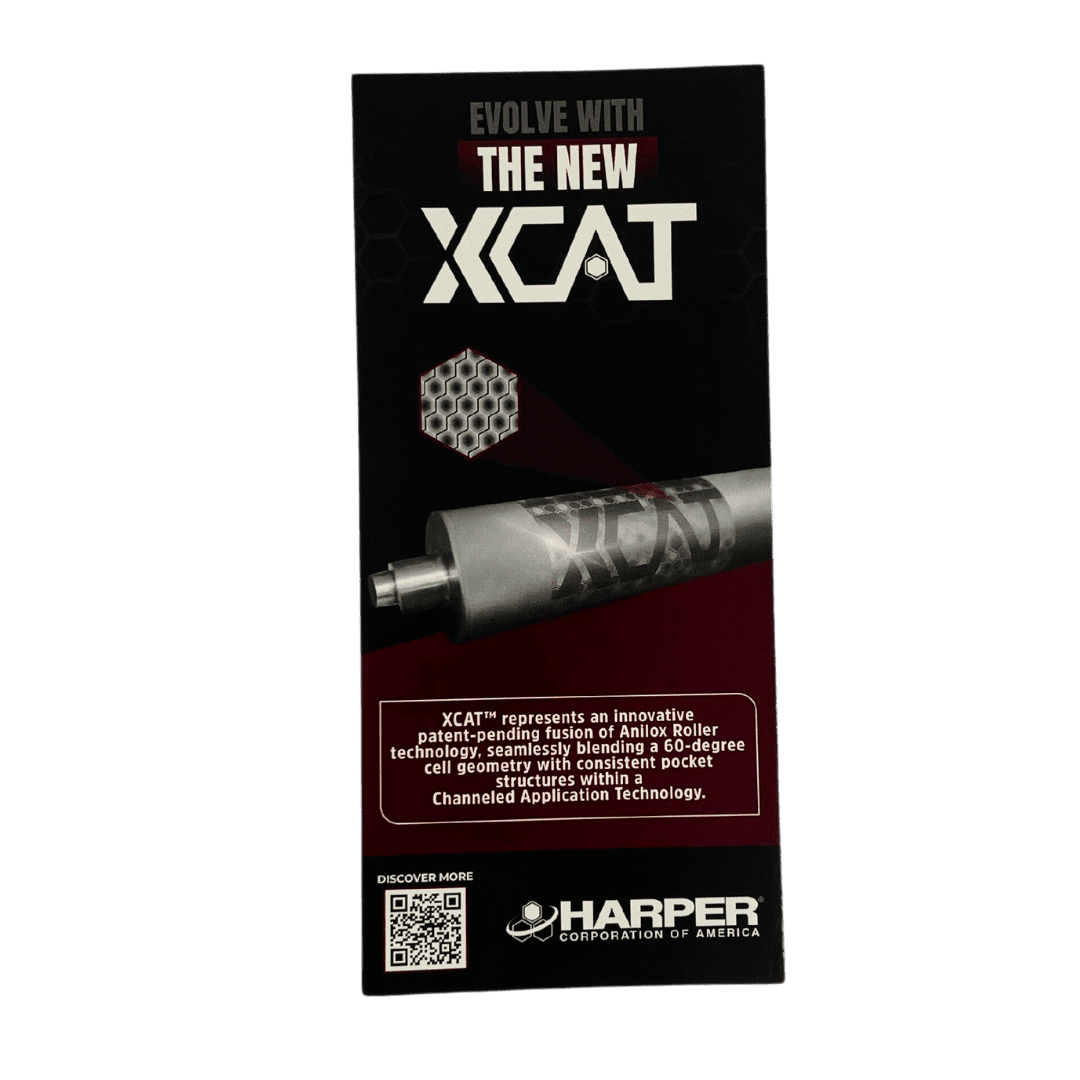 EVOLVE WITH
THE NEW
XCAT
XCAT
XCAT™ represents an innovative
patent-pending fusion of Anilox Roller
technology, seamlessly blending a 60-degree
cell geometry with consistent pocket
structures within a
Channeled Application Technology.
DISCOVER MORE
HARPER®
CORPORATION OF AMERICA